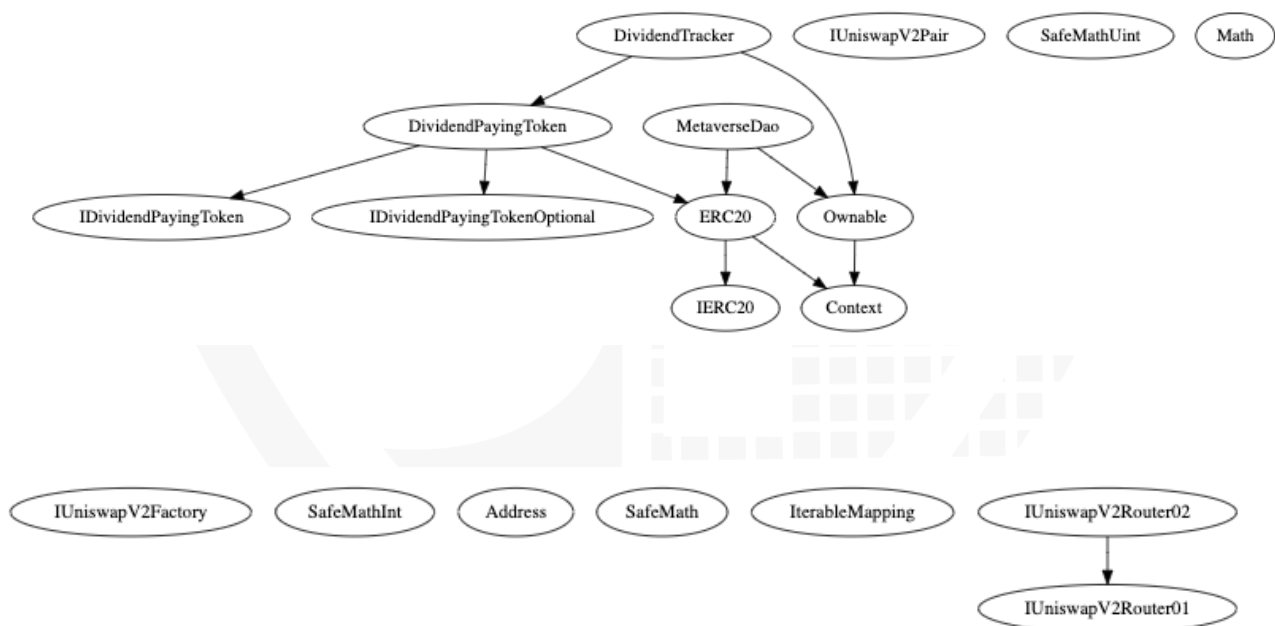 DividendTracker
IUniswapV2Pair
SafeMathUint
Math
DividendPayingToken
MetaverseDao
IDividendPayingToken
IDividendPayingTokenOptional
ERC20
Ownable
IERC20
Context
IUniswapV2Factory
SafeMathInt
Address
SafeMath
IterableMapping
IUniswapV2Router02
IUniswapV2Router01